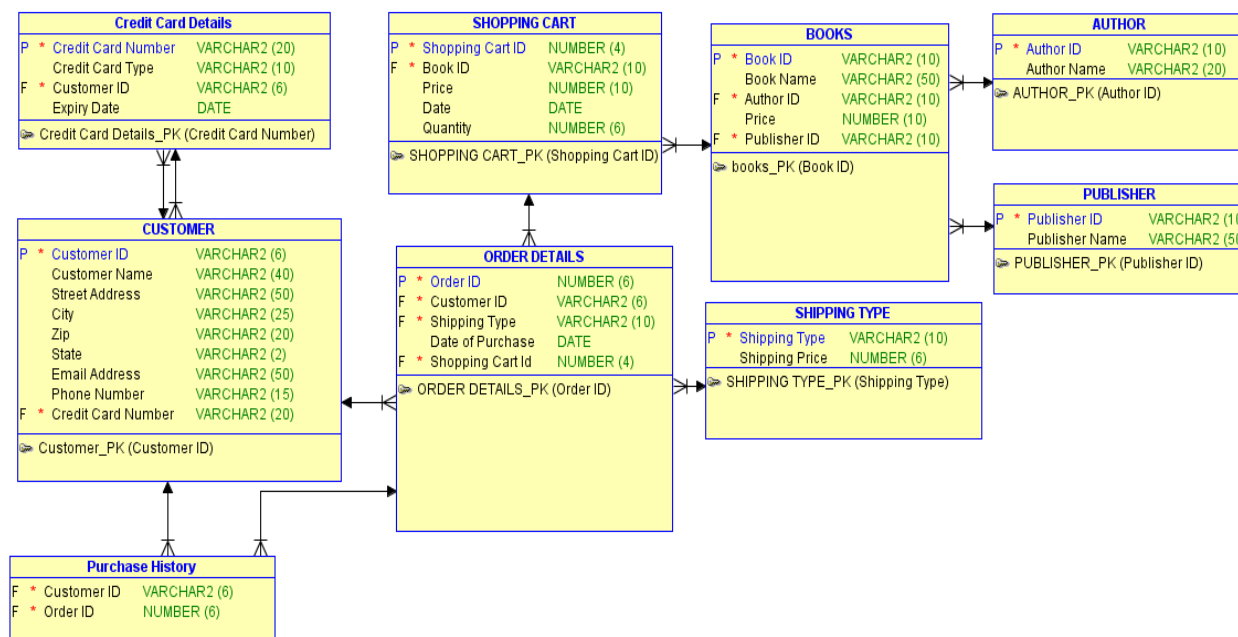 Credit Card Details
P * Credit Card Number VARCHAR2 (20)
Credit Card Type VARCHAR2 (10)
F * Customer ID VARCHAR2 (6)
Expiry Date DATE
Credit Card Details_PK (Credit Card Number)
SHOPPING CART
P * Shopping Cart ID NUMBER (4)
F * Book ID VARCHAR2 (10)
Price NUMBER (10)
Date DATE
Quantity NUMBER (6)
SHOPPING CART_PK (Shopping Cart ID)
BOOKS
P * Book ID VARCHAR2 (10)
Book Name VARCHAR2 (50)
F * Author ID VARCHAR2 (10)
Price NUMBER (10)
F * Publisher ID VARCHAR2 (10)
books_PK (Book ID)
AUTHOR
P * Author ID VARCHAR2 (10)
Author Name VARCHAR2 (20)
AUTHOR_PK (Author ID)
PUBLISHER
P * Publisher ID VARCHAR2 (10
Publisher Name VARCHAR2 (50
PUBLISHER_PK (Publisher ID)
CUSTOMER
P * Customer ID VARCHAR2 (6)
Customer Name VARCHAR2 (40)
Street Address VARCHAR2 (50)
City VARCHAR2 (25)
Zip VARCHAR2 (20)
State VARCHAR2 (2)
Email Address VARCHAR2 (50)
Phone Number VARCHAR2 (15)
F * Credit Card Number VARCHAR2 (20)
Customer_PK (Customer ID)
ORDER DETAILS
P * Order ID NUMBER (6)
F * Customer ID VARCHAR2 (6)
F * Shipping Type VARCHAR2 (10)
Date of Purchase DATE
F * Shopping Cart Id NUMBER (4)
ORDER DETAILS_PK (Order ID)
SHIPPING TYPE
P * Shipping Type VARCHAR2 (10)
Shipping Price NUMBER (6)
SHIPPING TYPE_PK (Shipping Type)
Purchase History
F * Customer ID VARCHAR2 (6)
F * Order ID NUMBER (6)